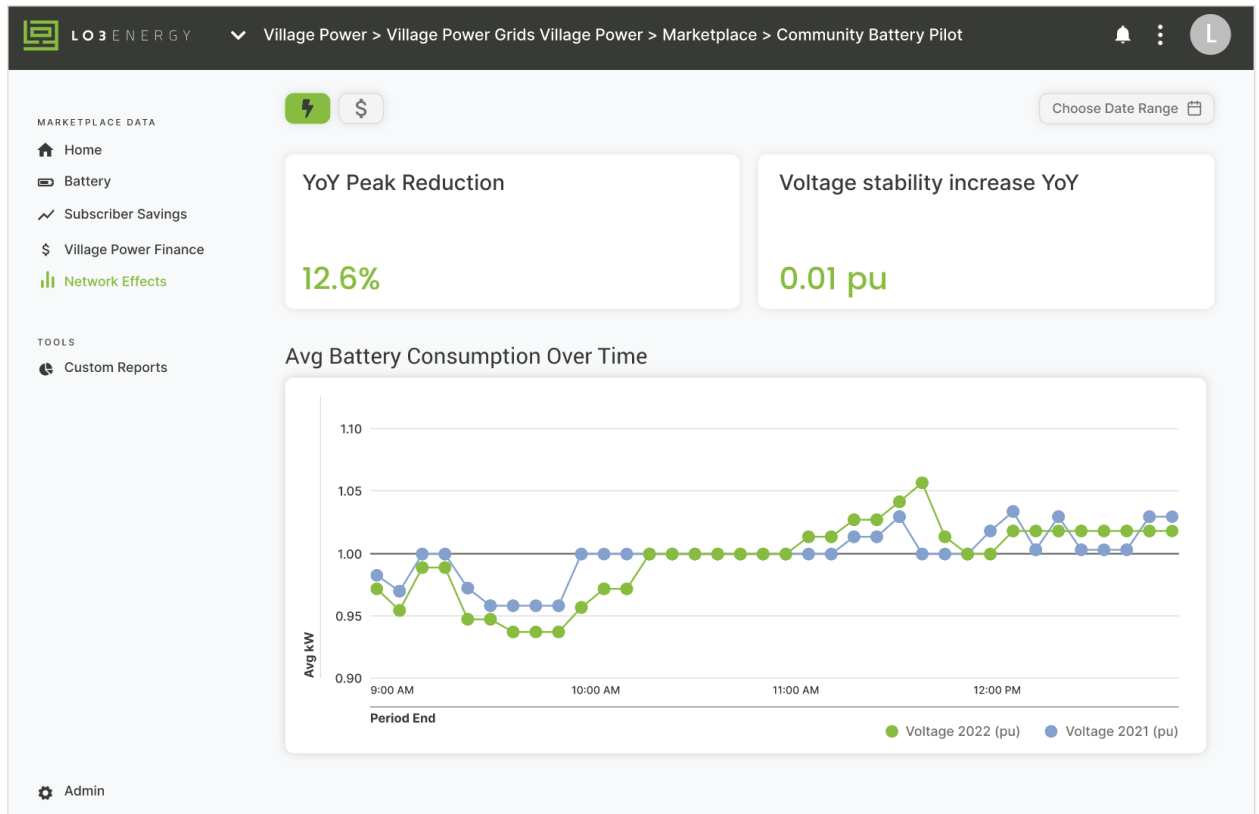 LO3ENERGY
Village Power > Village Power Grids Village Power > Marketplace > Community Battery Pilot
L
MARKETPLACE DATA
Home
Battery
Subscriber Savings
$ Village Power Finance
Network Effects
TOOLS
Custom Reports
Admin
$
Choose Date Range
YoY Peak Reduction
12.6%
Voltage stability increase YoY
0.01 pu
Avg Battery Consumption Over Time
Avg kW
1.10
1.05
1.00
0.95
0.90
9:00 AM 10:00 AM 11:00 AM 12:00 PM
Period End
Voltage 2022 (pu) Voltage 2021 (pu)